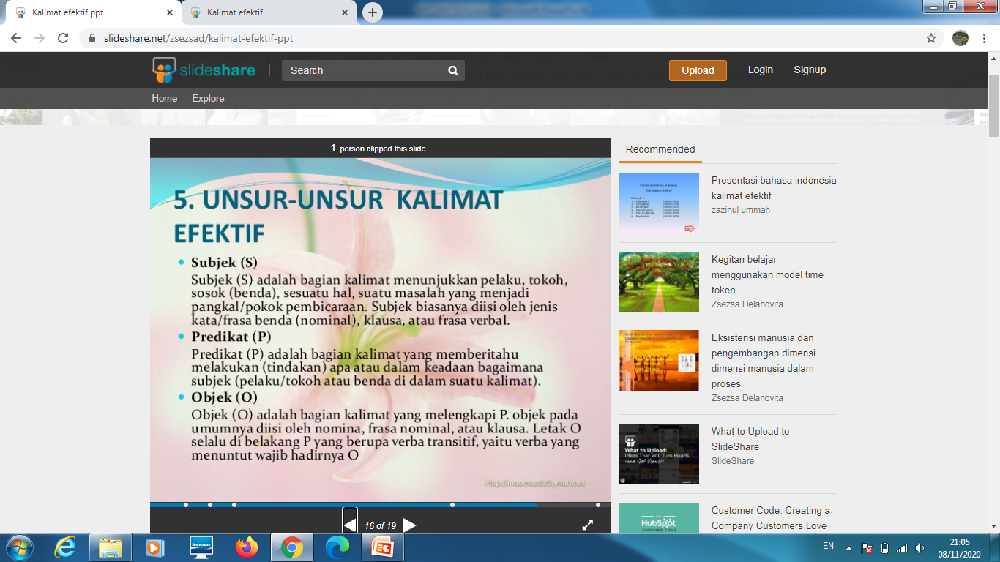 Kalimat efektif ppt
Kalimat efektif
slideshare.net/zsezsad/kalimat-efektif-ppt
slideshare
Search
Upload
Login
Signup
Home
Explore
1 person clipped this slide
5. UNSUR-UNSUR KALIMAT
EFEKTIF
• Subjek (S)
Subjek (S) adalah bagian kalimat menunjukkan pelaku, tokoh,
sosok (benda), sesuatu hal, suatu masalah yang menjadi
pangkal/pokok pembicaraan. Subjek biasanya diisi oleh jenis
kata/frasa benda (nominal), klausa, atau frasa verbal.
• Predikat (P)
Predikat (P) adalah bagian kalimat yang memberitahu
melakukan (tindakan) apa atau dalam keadaan bagaimana
subjek (pelaku/tokoh atau benda di dalam suatu kalimat).
• Objek (O)
Objek (O) adalah bagian kalimat yang melengkapi P. objek pada
umumnya diisi oleh nomina, frasa nominal, atau klausa. Letak O
selalu di belakang P yang berupa verba transitif, yaitu verba yang
menuntut wajib hadirnya O
Http://maomao520.yeah.net
16 of 19
Recommended
Presentasi bahasa indonesia
kalimat efektif
zazinul ummah
Kegitan belajar
menggunakan model time
token
Zsezsa Delanovita
Eksistensi manusia dan
pengembangan dimensi
dimensi manusia dalam
proses
Zsezsa Delanovita
What to Upload:
Ideas That Will Turn Heads
(and Get Views!)
What to Upload to
SlideShare
SlideShare
HubSpot
CUSTOMER CODE
Customer Code: Creating a
Company Customers Love
lenovo
EN
21:05
08/11/2020